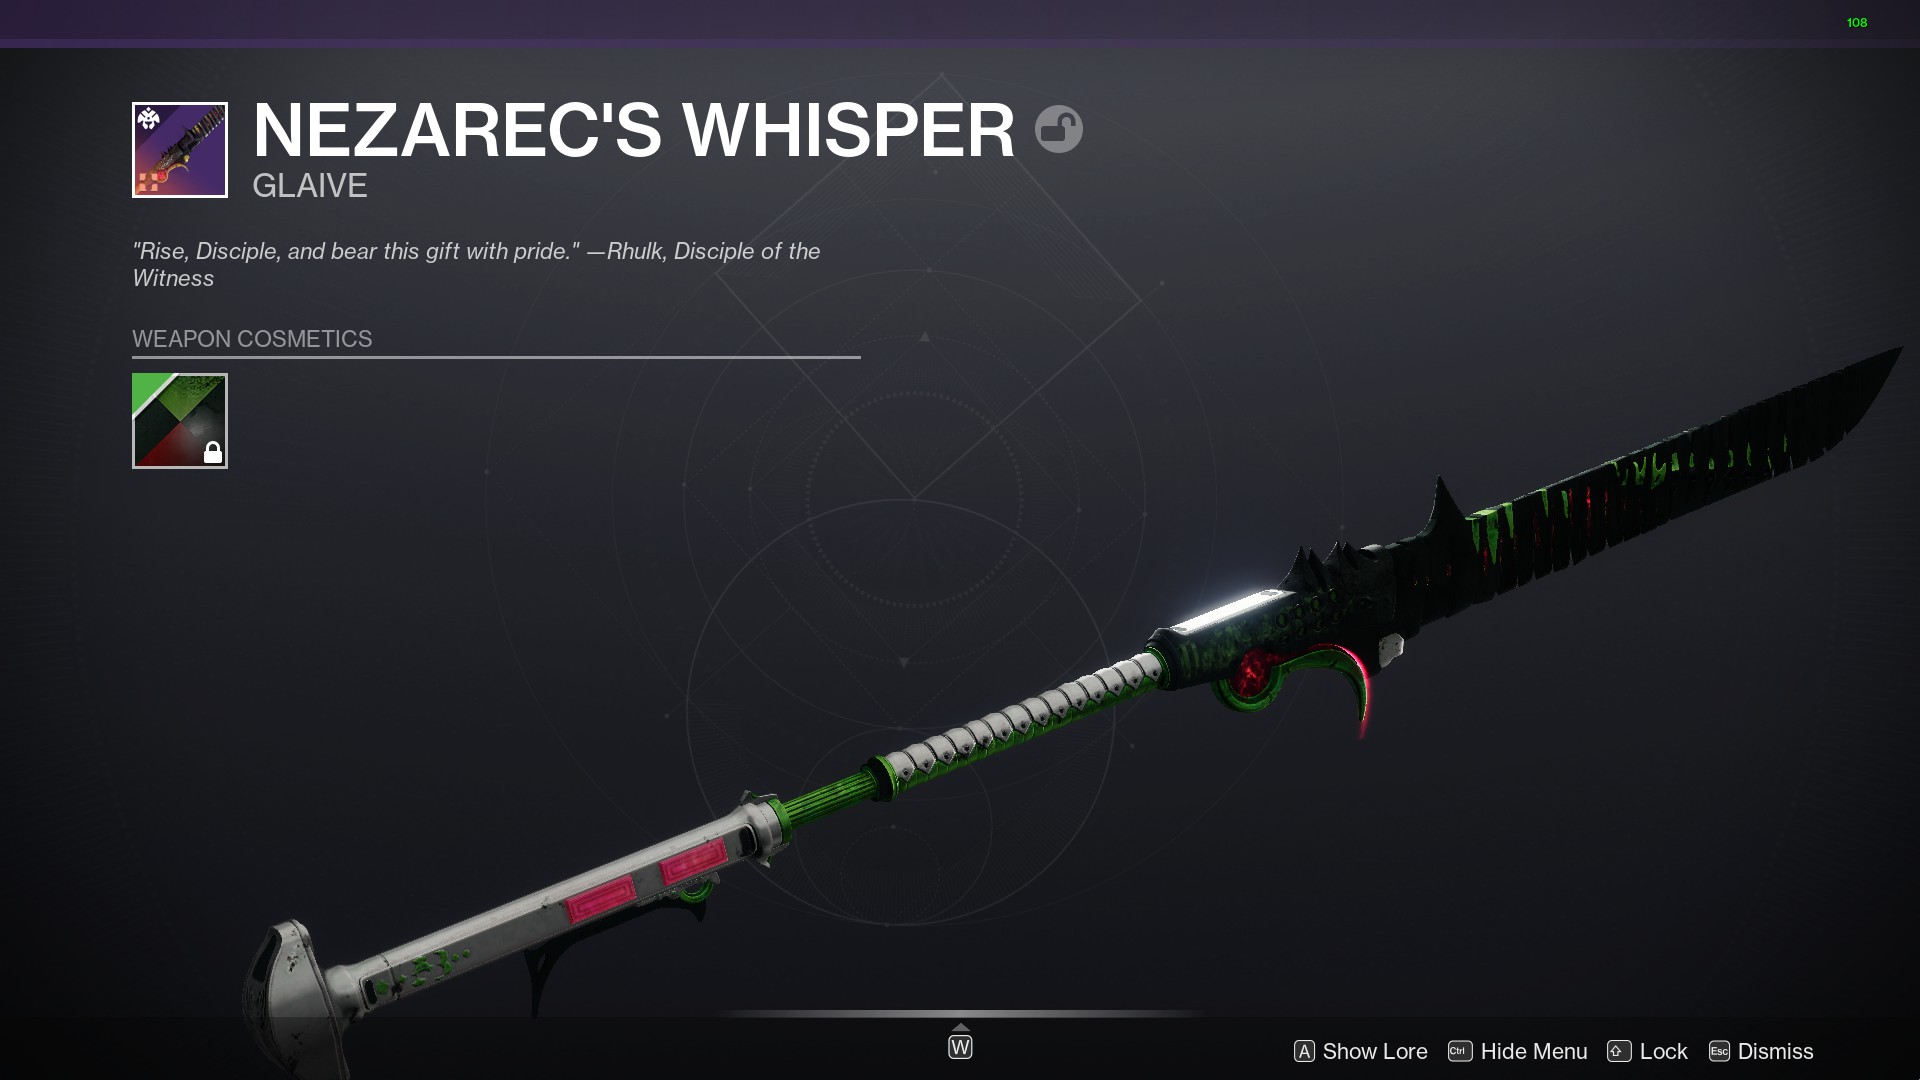 108
NEZAREC'S WHISPER
GLAIVE
"Rise, Disciple, and bear this gift with pride." —Rhulk, Disciple of the
Witness
WEAPON COSMETICS
W
A Show Lore Ctrl Hide Menu Lock Esc Dismiss